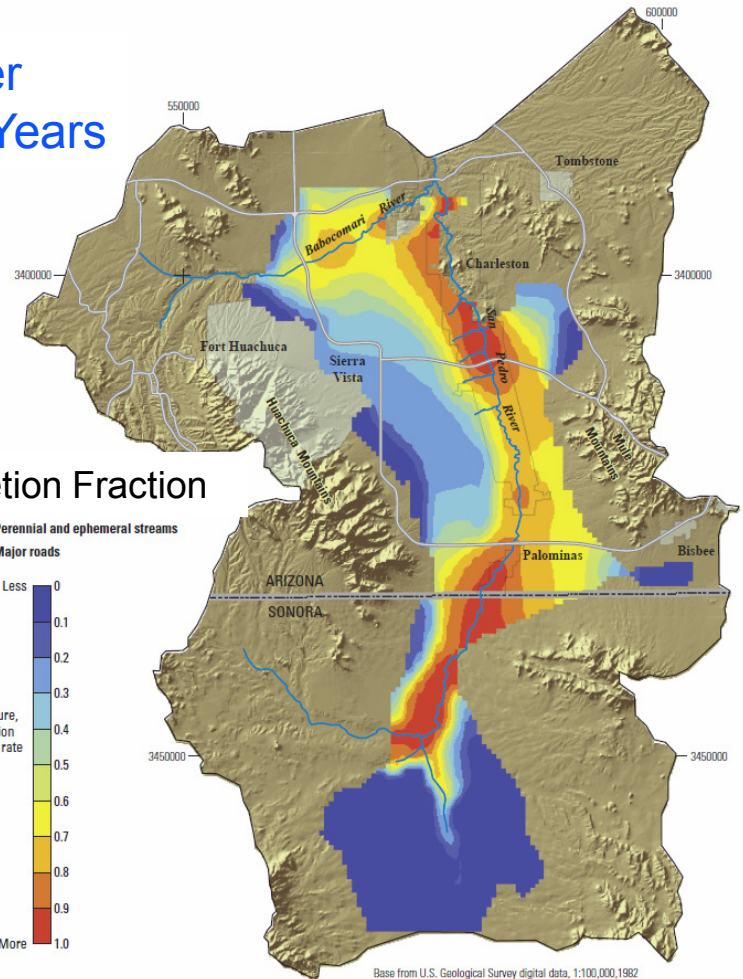 er
Years
600000
550000
Tombstone
Babocomari River
3400000
Charleston
3400000
San Pedro River
Fort Huachuca
Sierra
Vista
Huachuca Mountains
Mule
Mountains
etion Fraction
Perennial and ephemeral streams
Major roads
Palominas
Bisbee
ARIZONA
SONORA
Less
0
0.1
0.2
0.3
ure,
0.4
ion
rate
0.5
0.6
0.7
0.8
0.9
More
1.0
3450000
3450000
Base from U.S. Geological Survey digital data, 1:100,000,1982